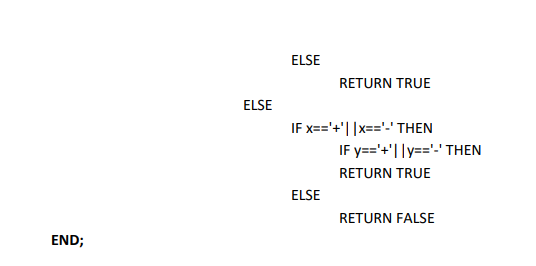 ELSE
RETURN TRUE
ELSE
IF x=='+'||x=='-' THEN
IF y=='+'||y=='-' THEN
RETURN TRUE
ELSE
RETURN FALSE
END;